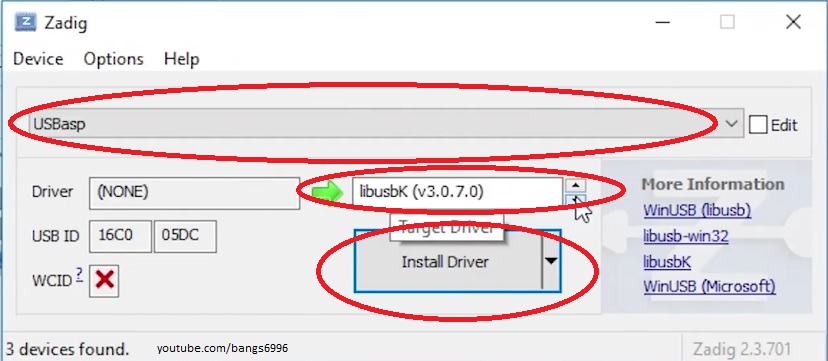 Zadig
Device Options Help
USBasp
Edit
Driver (NONE) libusbK (v3.0.7.0)
Target Driver
USB ID 16C0 05DC
Install Driver
WCID ?
More Information
WinUSB (libusb)
libusb-win32
libusbK
WinUSB (Microsoft)
3 devices found. youtube.com/bangs6996
Zadig 2.3.701